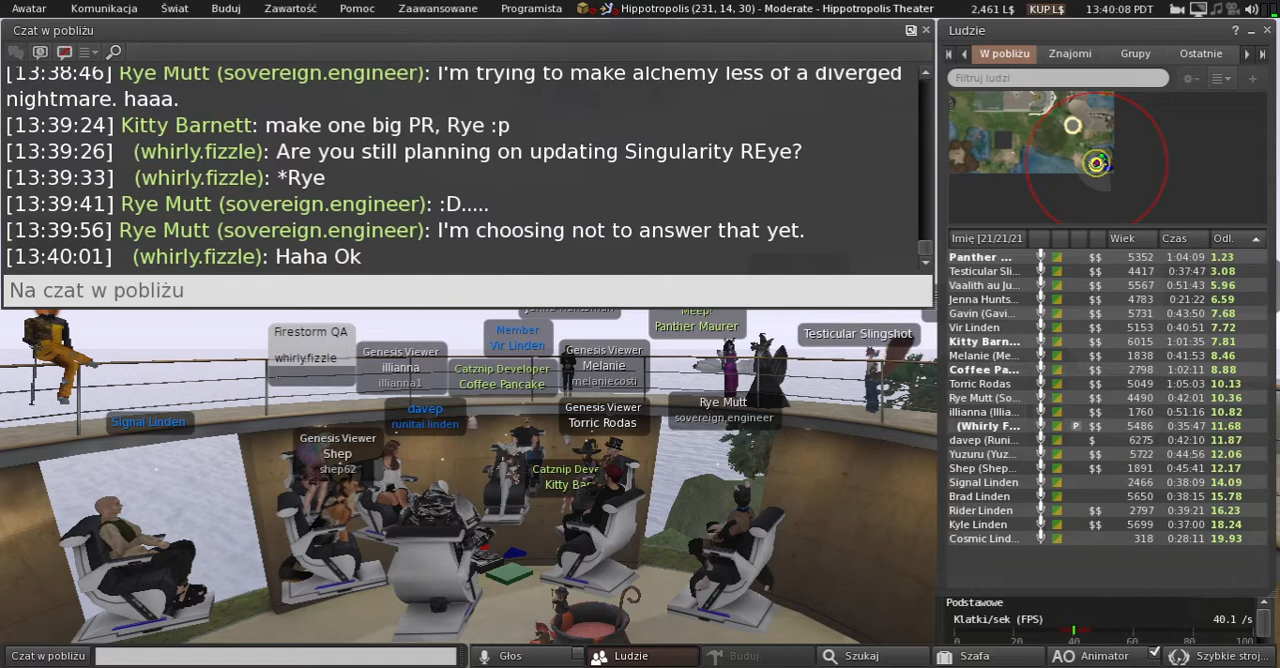 Awatar Komunikacja Świat Buduj Zawartość Pomoc Zaawansowane Programista Hippotropolis (231, 14, 30) - Moderate - Hippotropolis Theater 2,461 L$ KUP L$ 13:40:08 PDT
Czat w pobliżu
[13:38:46] Rye Mutt (sovereign.engineer): I'm trying to make alchemy less of a diverged
nightmare. haaa.
[13:39:24] Kitty Barnett: make one big PR, Rye :p
[13:39:26] (whirly.fizzle): Are you still planning on updating Singularity REye?
[13:39:33] (whirly.fizzle): *Rye
[13:39:41] Rye Mutt (sovereign.engineer): :D.....
[13:39:56] Rye Mutt (sovereign.engineer): I'm choosing not to answer that yet.
[13:40:01] (whirly.fizzle): Haha Ok
Na czat w pobliżu
Meep!
Panther Maurer
Testicular Slingshot
Firestorm QA
whirly.fizzle
Member
Vir Linden
Genesis Viewer
illianna
illianna1
Catznip Developer
Coffee Pancake
Genesis Viewer
Melanie
melaniecosti
Signal Linden
davep
runitai.linden
Genesis Viewer
Torric Rodas
Rye Mutt
sovereign.engineer
Genesis Viewer
Shep
shep62
Catznip Deve
Kitty Bar
Ludzie
W pobliżu Znajomi Grupy Ostatnie
Filtruj ludzi
Imię [21/21/21 Wiek Czas Odl.
Panther ... $$ 5352 1:04:09 1.23
Testicular Sli... $$ 4417 0:37:47 3.08
Vaalith au Ju... $$ 5962 0:51:43 5.96
Jenna Hunts... $$ 4783 0:21:22 6.59
Gavin (Gavi... $$ 5731 0:43:50 7.68
Vir Linden $$ 5153 0:40:51 7.72
Kitty Barn... $$ 6015 1:01:35 7.81
Melanie (Me... $$ 1838 0:41:53 8.46
Coffee Pa... $$ 2798 1:02:11 8.88
Torric Rodas $$ 5049 1:05:03 10.13
Rye Mutt (So... $$ 4490 0:42:01 10.36
illianna (Illia... $$ 1760 0:51:16 10.82
(Whirly F... P $$ 5486 0:35:47 11.68
davep (Runi... $ 6275 0:42:10 11.87
Yuzuru (Yuz... $$ 5722 0:44:56 12.06
Shep (Shep... $$ 1891 0:45:41 12.17
Signal Linden 2466 0:38:09 14.09
Brad Linden 5650 0:38:15 15.78
Rider Linden $$ 2797 0:39:21 16.23
Kyle Linden $$ 5699 0:37:00 18.24
Cosmic Lind... 318 0:28:11 19.93
Podstawowe
Klatki/sek (FPS) 40.1 /s
0 20 40 60 80 100
Czat w pobliżu Głos Ludzie Buduj Szukaj Szafa AO Animator Szybkie stroj...